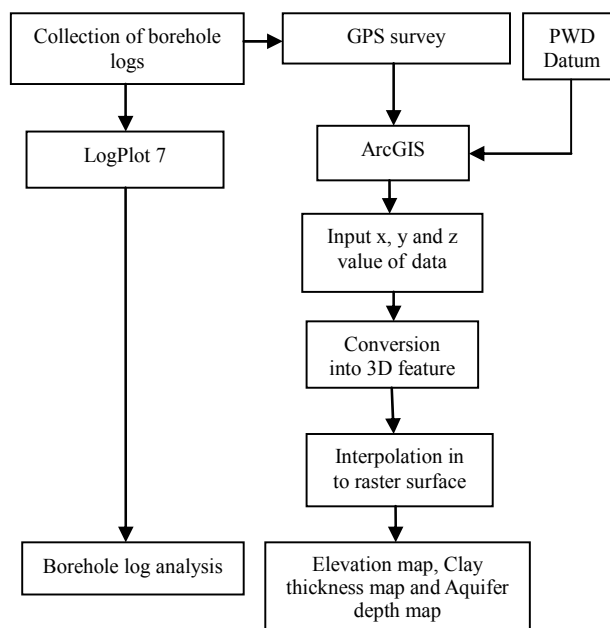 Collection of borehole
logs
GPS survey
PWD
Datum
LogPlot 7
ArcGIS
Input x, y and z
value of data
Conversion
into 3D feature
Interpolation in
to raster surface
Borehole log analysis
Elevation map, Clay
thickness map and Aquifer
depth map